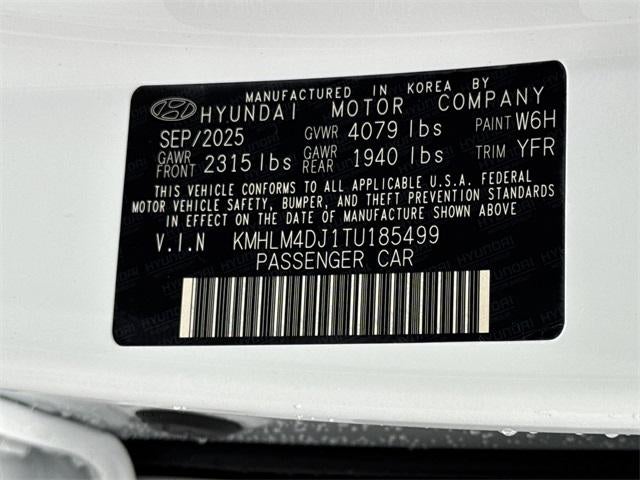 MANUFACTURED IN KOREA BY
HYUNDAI MOTOR COMPANY
SEP/2025 GVWR 4079 lbs PAINT W6H
GAWR FRONT 2315 lbs GAWR REAR 1940 lbs TRIM YFR
THIS VEHICLE CONFORMS TO ALL APPLICABLE U.S.A. FEDERAL
MOTOR VEHICLE SAFETY, BUMPER, AND THEFT PREVENTION STANDARDS
IN EFFECT ON THE DATE OF MANUFACTURE SHOWN ABOVE
V.I.N KMHLM4DJ1TU185499
PASSENGER CAR